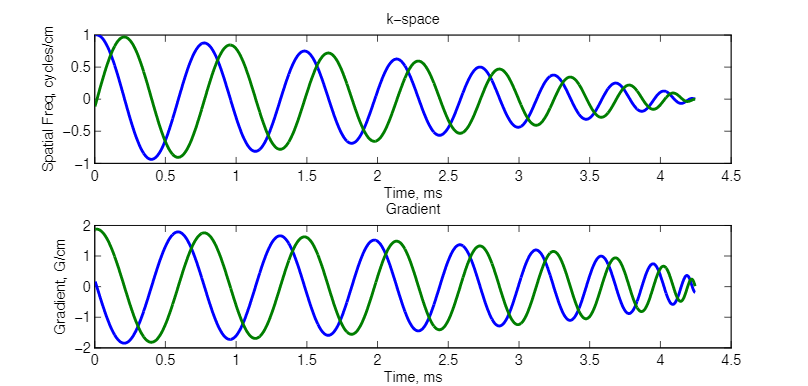 k-space
Spatial Freq, cycles/cm
1
0.5
0
-0.5
-1
0 0.5 1 1.5 2 2.5 3 3.5 4 4.5
Time, ms
Gradient
Gradient, G/cm
2
1
0
-1
-2
0 0.5 1 1.5 2 2.5 3 3.5 4 4.5
Time, ms